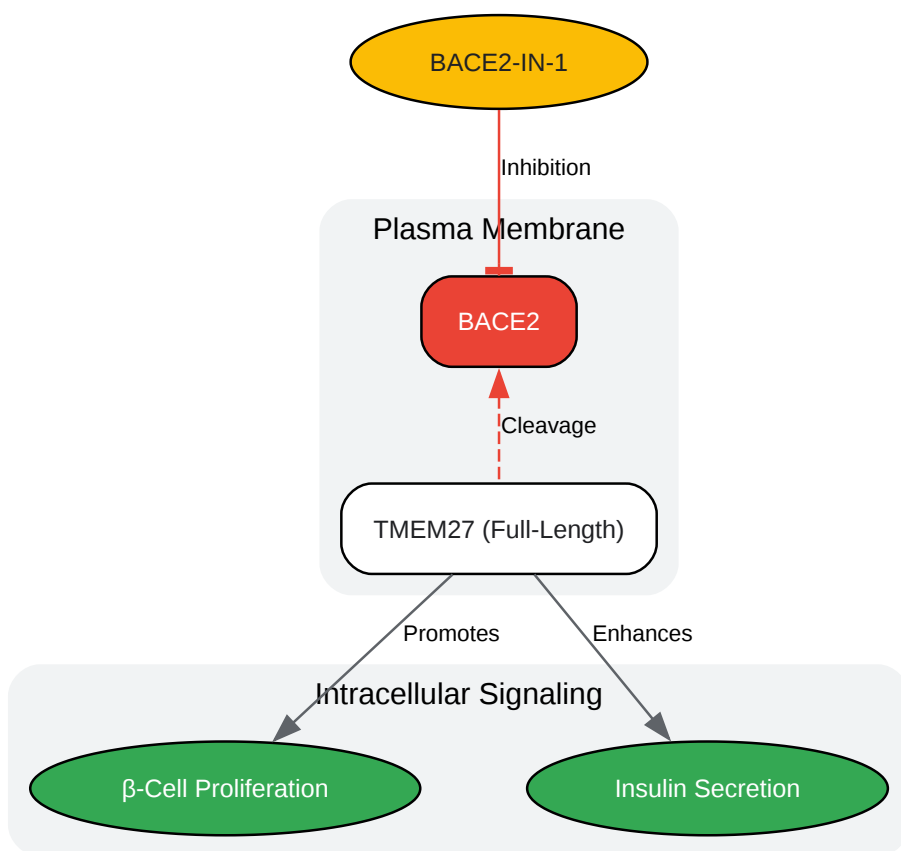 BACE2-IN-1
Inhibition
Plasma Membrane
BACE2
Cleavage
TMEM27 (Full-Length)
Promotes
Enhances
Intracellular Signaling
β-Cell Proliferation
Insulin Secretion